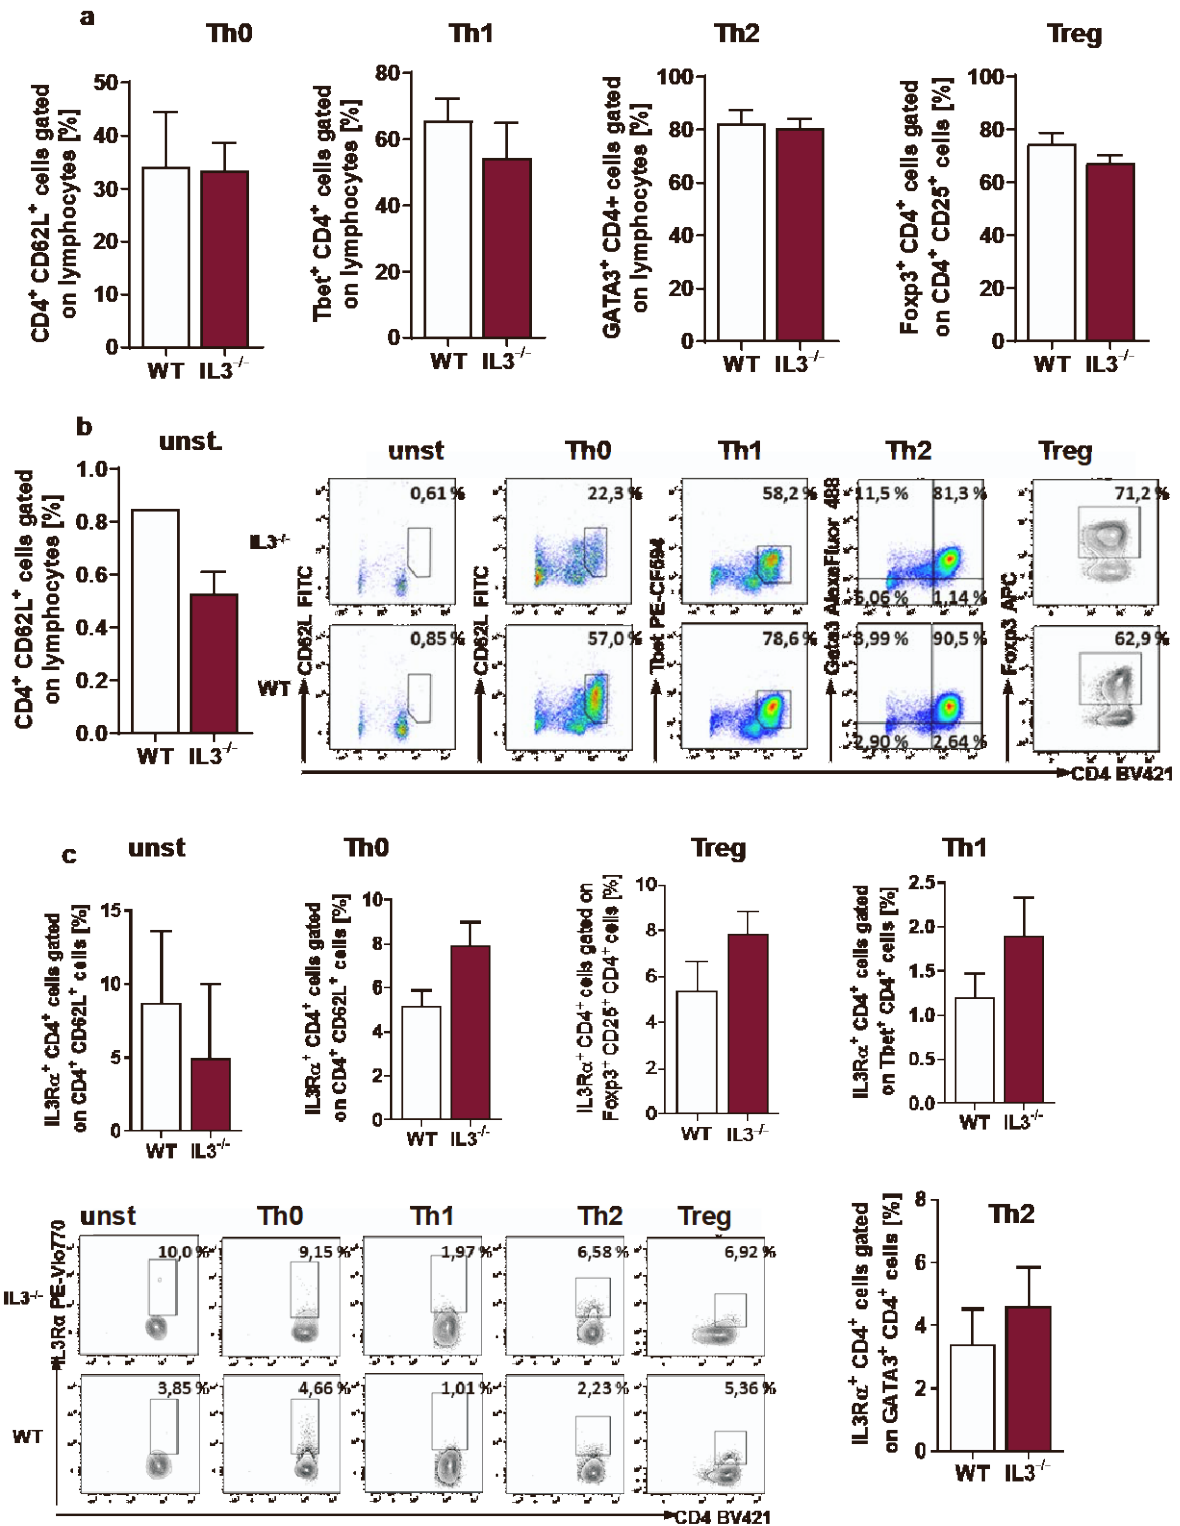 a
Th0
Th1
Th2
Treg
CD4+ CD62L+ cells gated
on lymphocytes [%]
50
40
30
20
10
0
WT IL3-/-
Tbet+ CD4+ cells gated
on lymphocytes [%]
80
60
40
20
0
WT IL3-/-
GATA3+ CD4+ cells gated
on lymphocytes [%]
100
80
60
40
20
0
WT IL3-/-
Foxp3+ CD4+ cells gated
on CD4+ CD25+ cells [%]
100
80
60
40
20
0
WT IL3-/-
b
unst.
CD4+ CD62L+ cells gated
on lymphocytes [%]
1.0
0.8
0.6
0.4
0.2
0.0
WT IL3-/-
unst
Th0
Th1
Th2
Treg
IL3-/-
0,61 %
22,3 %
58,2 %
11,5 % 81,3 %
5,06 % 1,14 %
71,2 %
WT
0,85 %
57,0 %
78,6 %
3,99 % 90,5 %
2,90 % 2,64 %
62,9 %
CD62L FITC
CD62L FITC
Tbet PE-CF594
Gata3 AlexaFluor 488
Foxp3 APC
CD4 BV421
c
unst
Th0
Treg
Th1
IL3Rα+ CD4+ cells gated
on CD4+ CD62L+ cells [%]
15
10
5
0
WT IL3-/-
IL3Rα+ CD4+ cells gated
on CD4+ CD62L+ cells [%]
10
8
6
4
2
0
WT IL3-/-
IL3Rα+ CD4+ cells gated on
Foxp3+ CD25+ CD4+ cells [%]
10
8
6
4
2
0
WT IL3-/-
IL3Rα+ CD4+ cells gated
on Tbet+ CD4+ cells [%]
2.5
2.0
1.5
1.0
0.5
0.0
WT IL3-/-
unst
Th0
Th1
Th2
Treg
IL3-/-
10,0 %
9,15 %
1,97 %
6,58 %
6,92 %
WT
3,85 %
4,66 %
1,01 %
2,23 %
5,36 %
IL3Rα PE-Vio770
CD4 BV421
Th2
IL3Rα+ CD4+ cells gated
on GATA3+ CD4+ cells [%]
8
6
4
2
0
WT IL3-/-